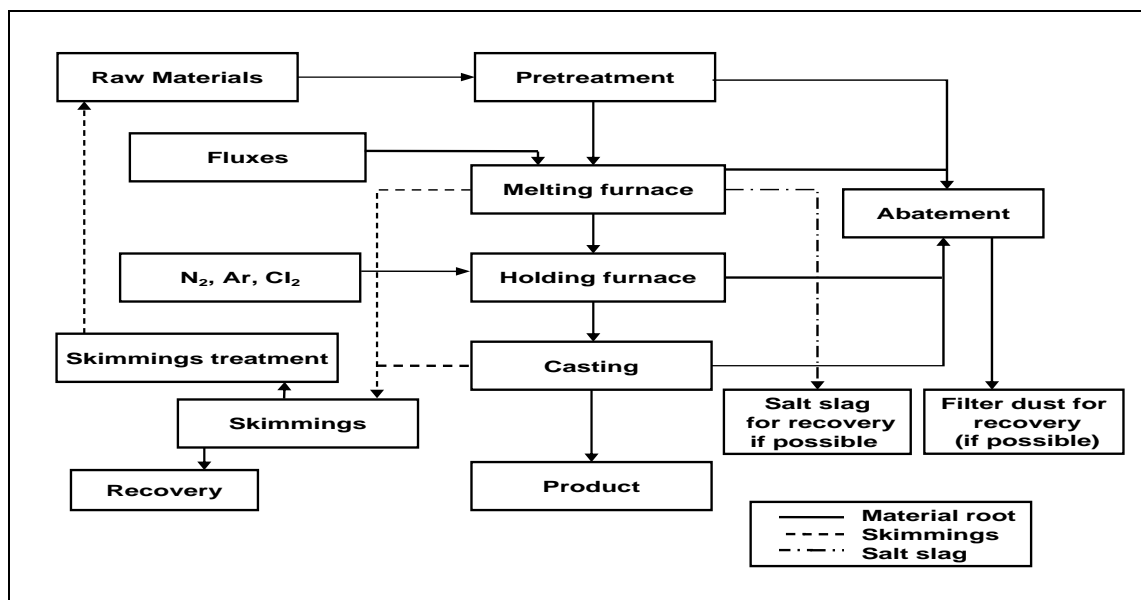 Raw Materials
Pretreatment
Fluxes
Melting furnace
Abatement
N₂, Ar, Cl₂
Holding furnace
Skimmings treatment
Casting
Skimmings
Salt slag
for recovery
if possible
Filter dust for
recovery
(if possible)
Recovery
Product
Material root
Skimmings
Salt slag